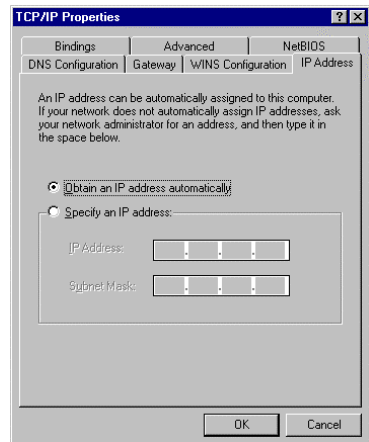 TCP/IP Properties
Bindings Advanced NetBIOS
DNS Configuration Gateway WINS Configuration IP Address
An IP address can be automatically assigned to this computer.
If your network does not automatically assign IP addresses, ask
your network administrator for an address, and then type it in
the space below.
Obtain an IP address automatically
Specify an IP address:
IP Address:
Subnet Mask:
OK Cancel